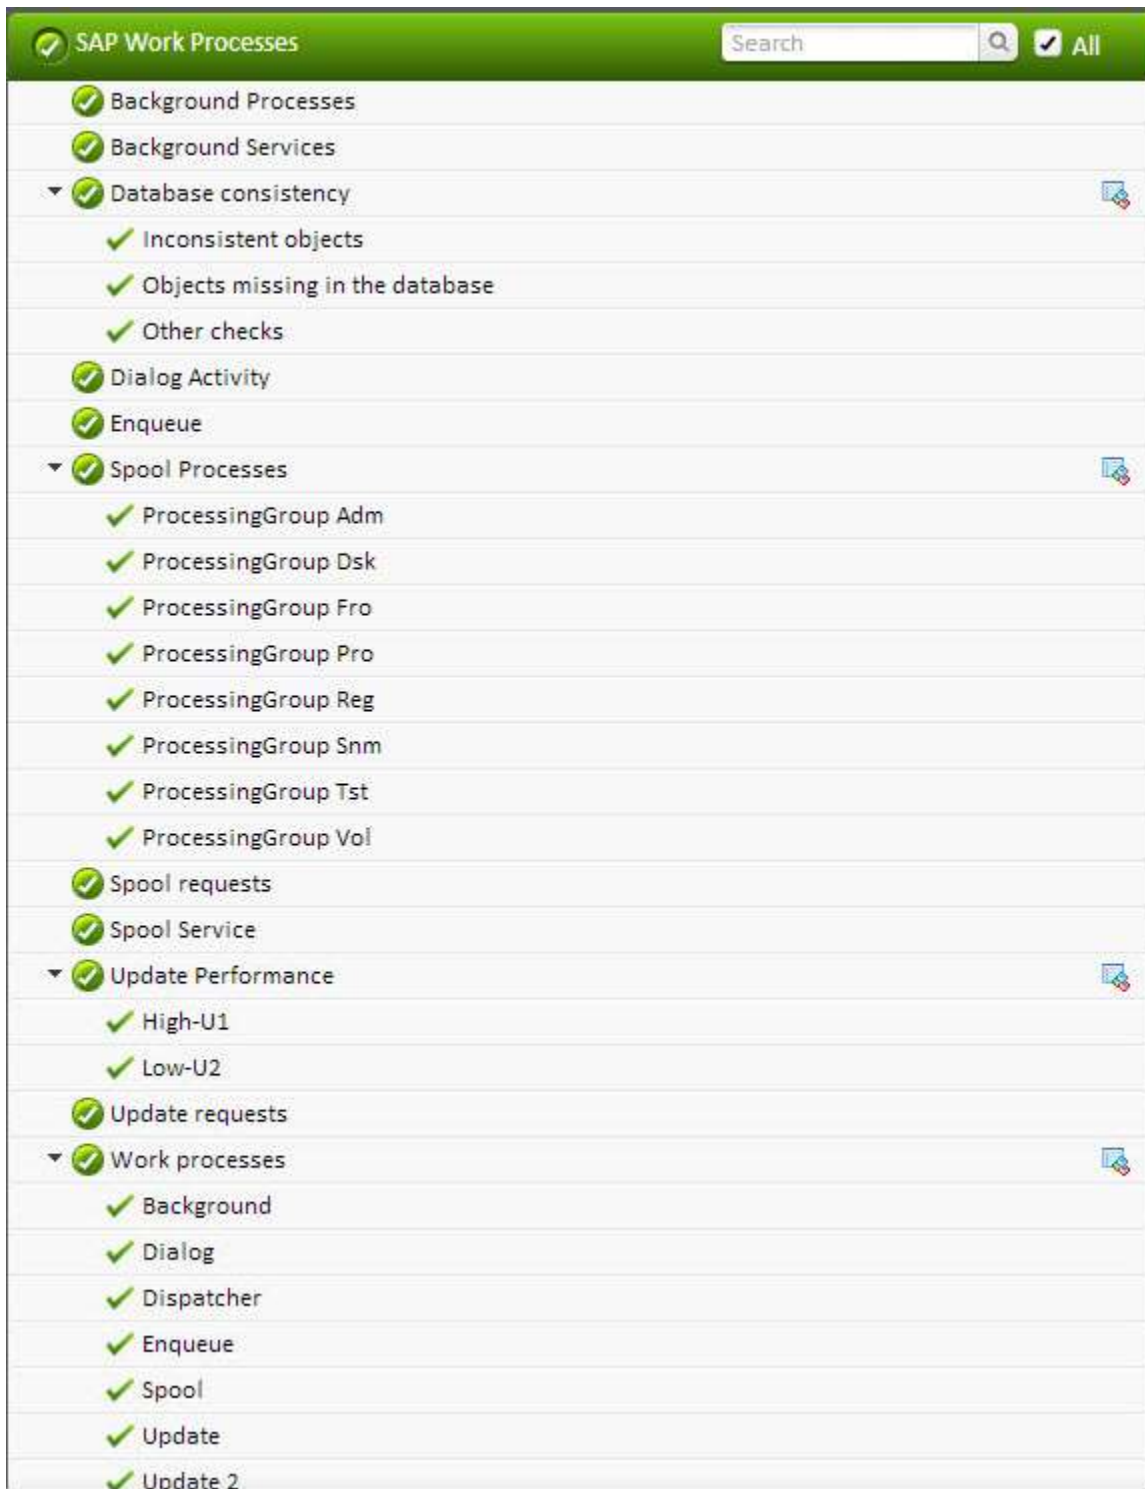 SAP Work Processes
Search
All
Background Processes
Background Services
Database consistency
Inconsistent objects
Objects missing in the database
Other checks
Dialog Activity
Enqueue
Spool Processes
ProcessingGroup Adm
ProcessingGroup Dsk
ProcessingGroup Fro
ProcessingGroup Pro
ProcessingGroup Reg
ProcessingGroup Snm
ProcessingGroup Tst
ProcessingGroup Vol
Spool requests
Spool Service
Update Performance
High-U1
Low-U2
Update requests
Work processes
Background
Dialog
Dispatcher
Enqueue
Spool
Update
Update 2